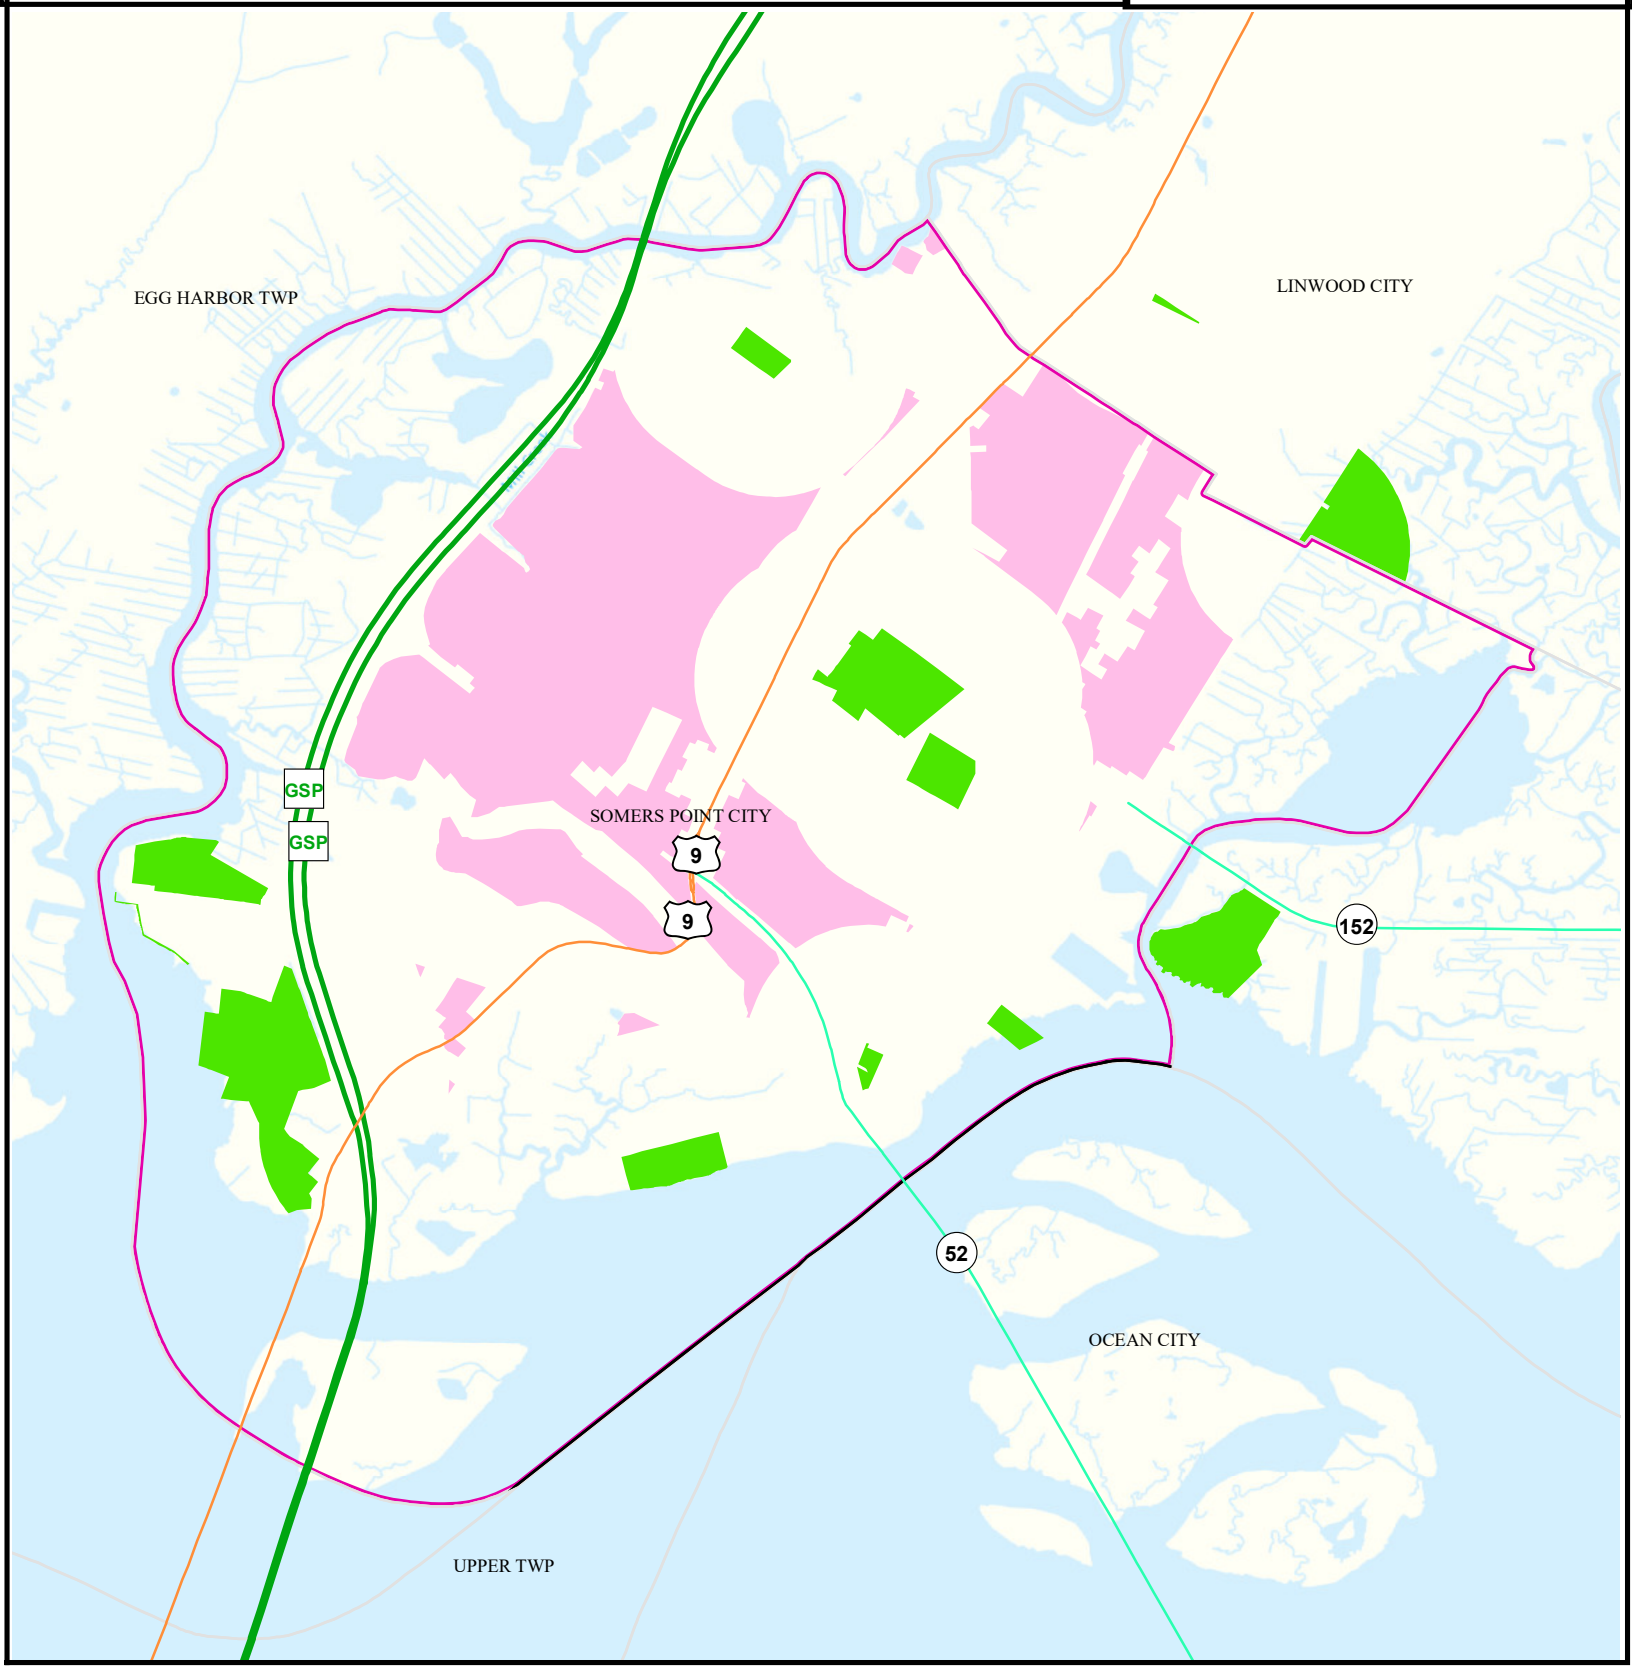 LINWOOD CITY
EGG HARBOR TWP
GSP
SOMERS POINT CITY
GSP
9
9
152
52
OCEAN CITY
UPPER TWP